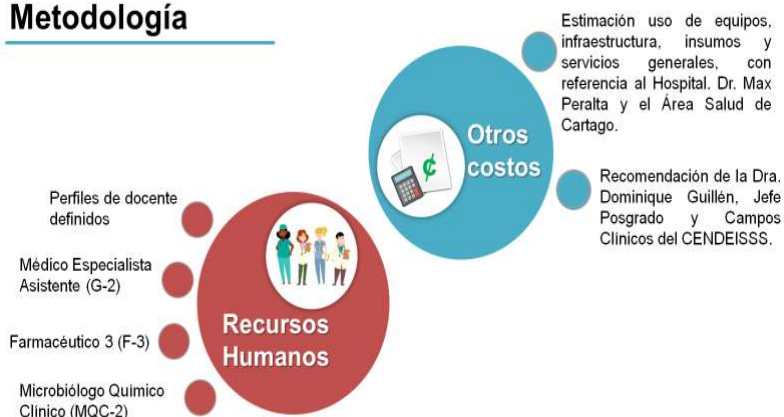 Metodología
Estimación uso de equipos,
infraestructura, insumos y
servicios generales, con
referencia al Hospital. Dr. Max
Peralta y el Área Salud de
Cartago.
Otros
costos
¢
Recomendación de la Dra.
Dominique Guillén, Jefe
Posgrado y Campos
Clínicos del CENDEISSS.
Perfiles de docente
definidos
Médico Especialista
Asistente (G-2)
Farmacéutico 3 (F-3)
Microbiólogo Químico
Clínico (MQC-2)
Recursos
Humanos